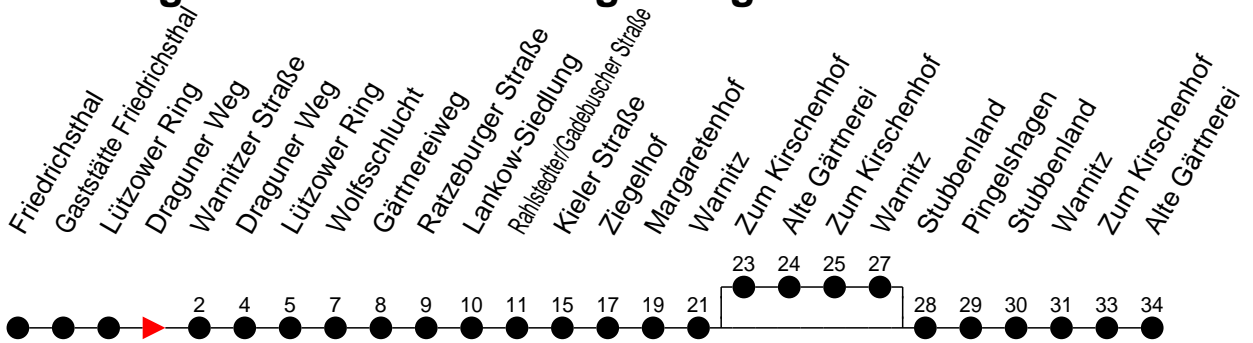 Friedrichsthal
Gaststätte Friedrichsthal
Lützower Ring
Draguner Weg
Warnitzer Straße
Draguner Weg
Lützower Ring
Wolfsschlucht
Gärtnereiweg
Ratzeburger Straße
Lankow-Siedlung
Rahlstedter/Gadebuscher Straße
Kieler Straße
Ziegelhof
Margaretenhof
Warnitz
Zum Kirschenhof
Alte Gärtnerei
Zum Kirschenhof
Warnitz
Stubbenland
Pingelshagen
Stubbenland
Warnitz
Zum Kirschenhof
Alte Gärtnerei
23 24 25 27
2 4 5 7 8 9 10 11 15 17 19 21 28 29 30 31 33 34